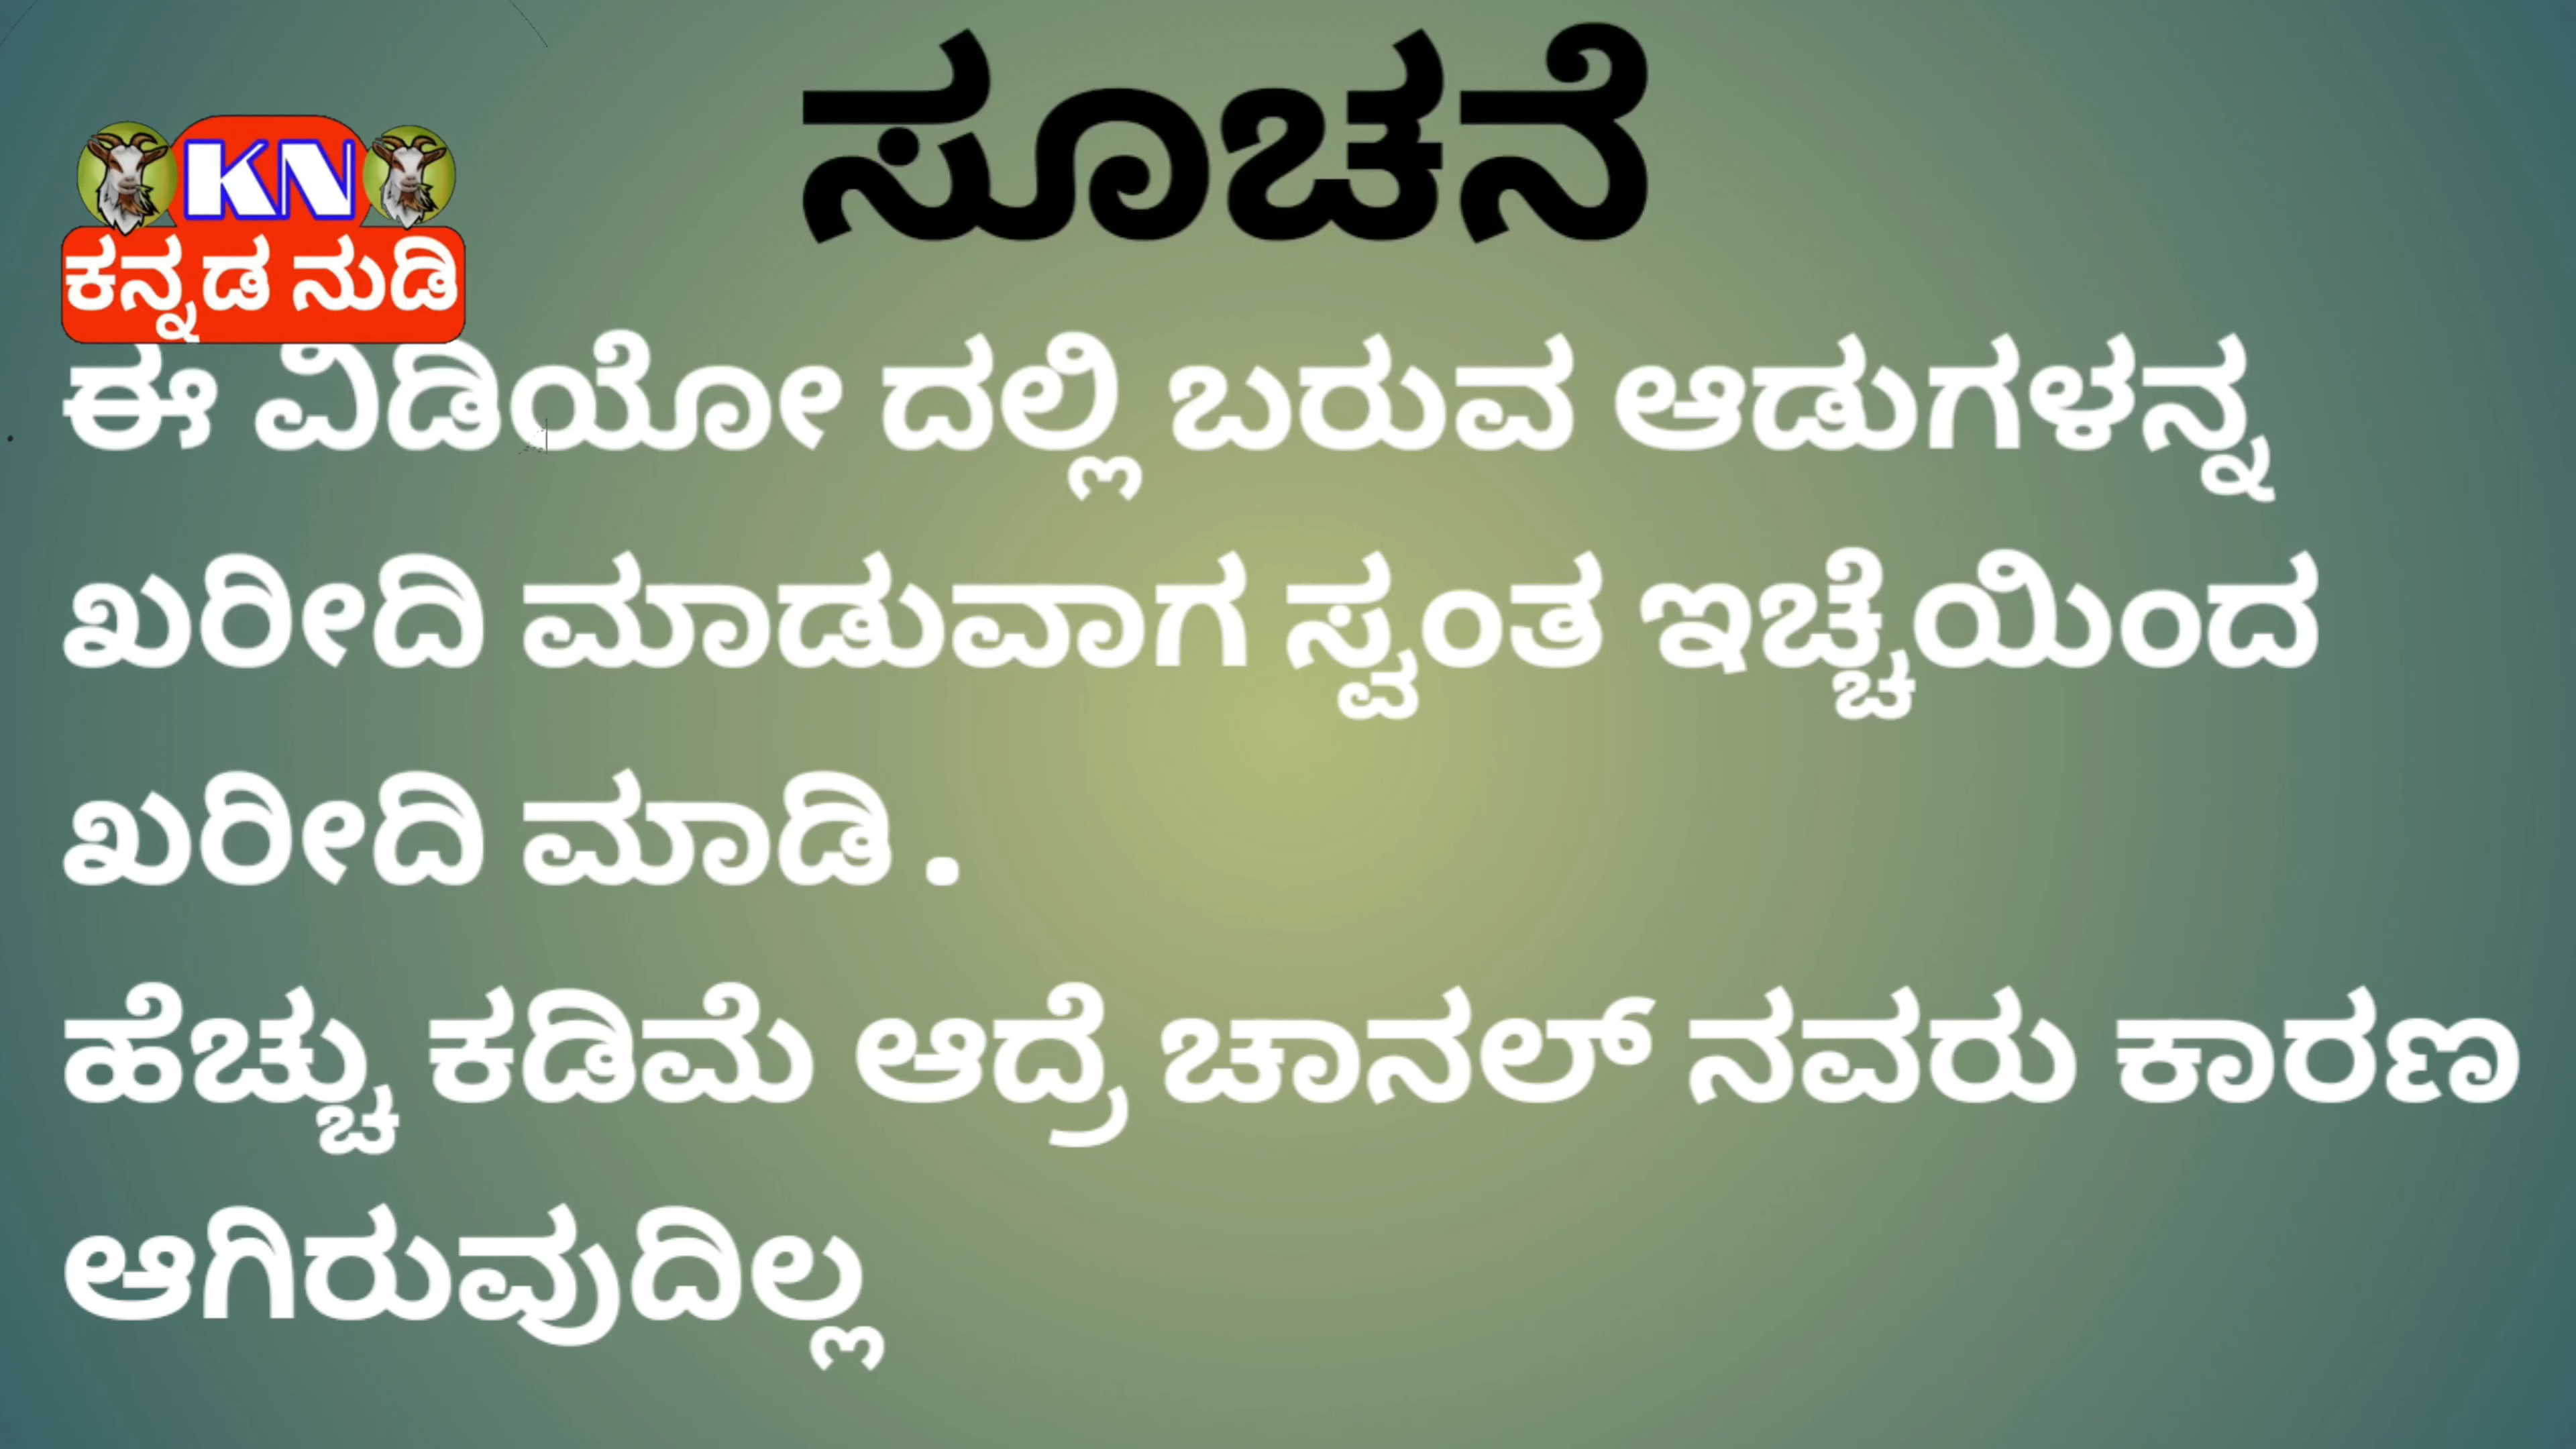 ಸೂಚನೆ
KN
ಕನ್ನಡ ನುಡಿ
ಈ ವಿಡಿಯೋ ದಲ್ಲಿ ಬರುವ ಆಡುಗಳನ್ನ
ಖರೀದಿ ಮಾಡುವಾಗ ಸ್ವಂತ ಇಚ್ಚೆಯಿಂದ
ಖರೀದಿ ಮಾಡಿ .
ಹೆಚ್ಚು ಕಡಿಮೆ ಆದ್ರೆ ಚಾನಲ್ ನವರು ಕಾರಣ
ಆಗಿರುವುದಿಲ್ಲ